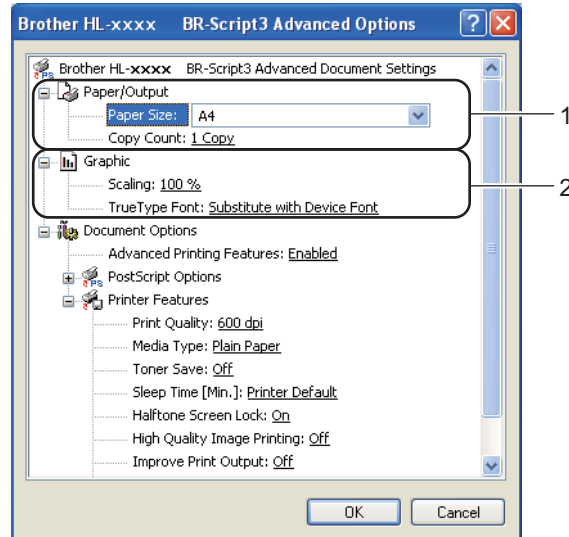 Brother HL-xxxx BR-Script3 Advanced Options
Brother HL-xxxx BR-Script3 Advanced Document Settings
Paper/Output
Paper Size: A4
1
Copy Count: 1 Copy
Graphic
Scaling: 100 %
2
TrueType Font: Substitute with Device Font
Document Options
Advanced Printing Features: Enabled
PS PostScript Options
Printer Features
Print Quality: 600 dpi
Media Type: Plain Paper
Toner Save: Off
Sleep Time [Min.]: Printer Default
Halftone Screen Lock: On
High Quality Image Printing: Off
Improve Print Output: Off
OK Cancel